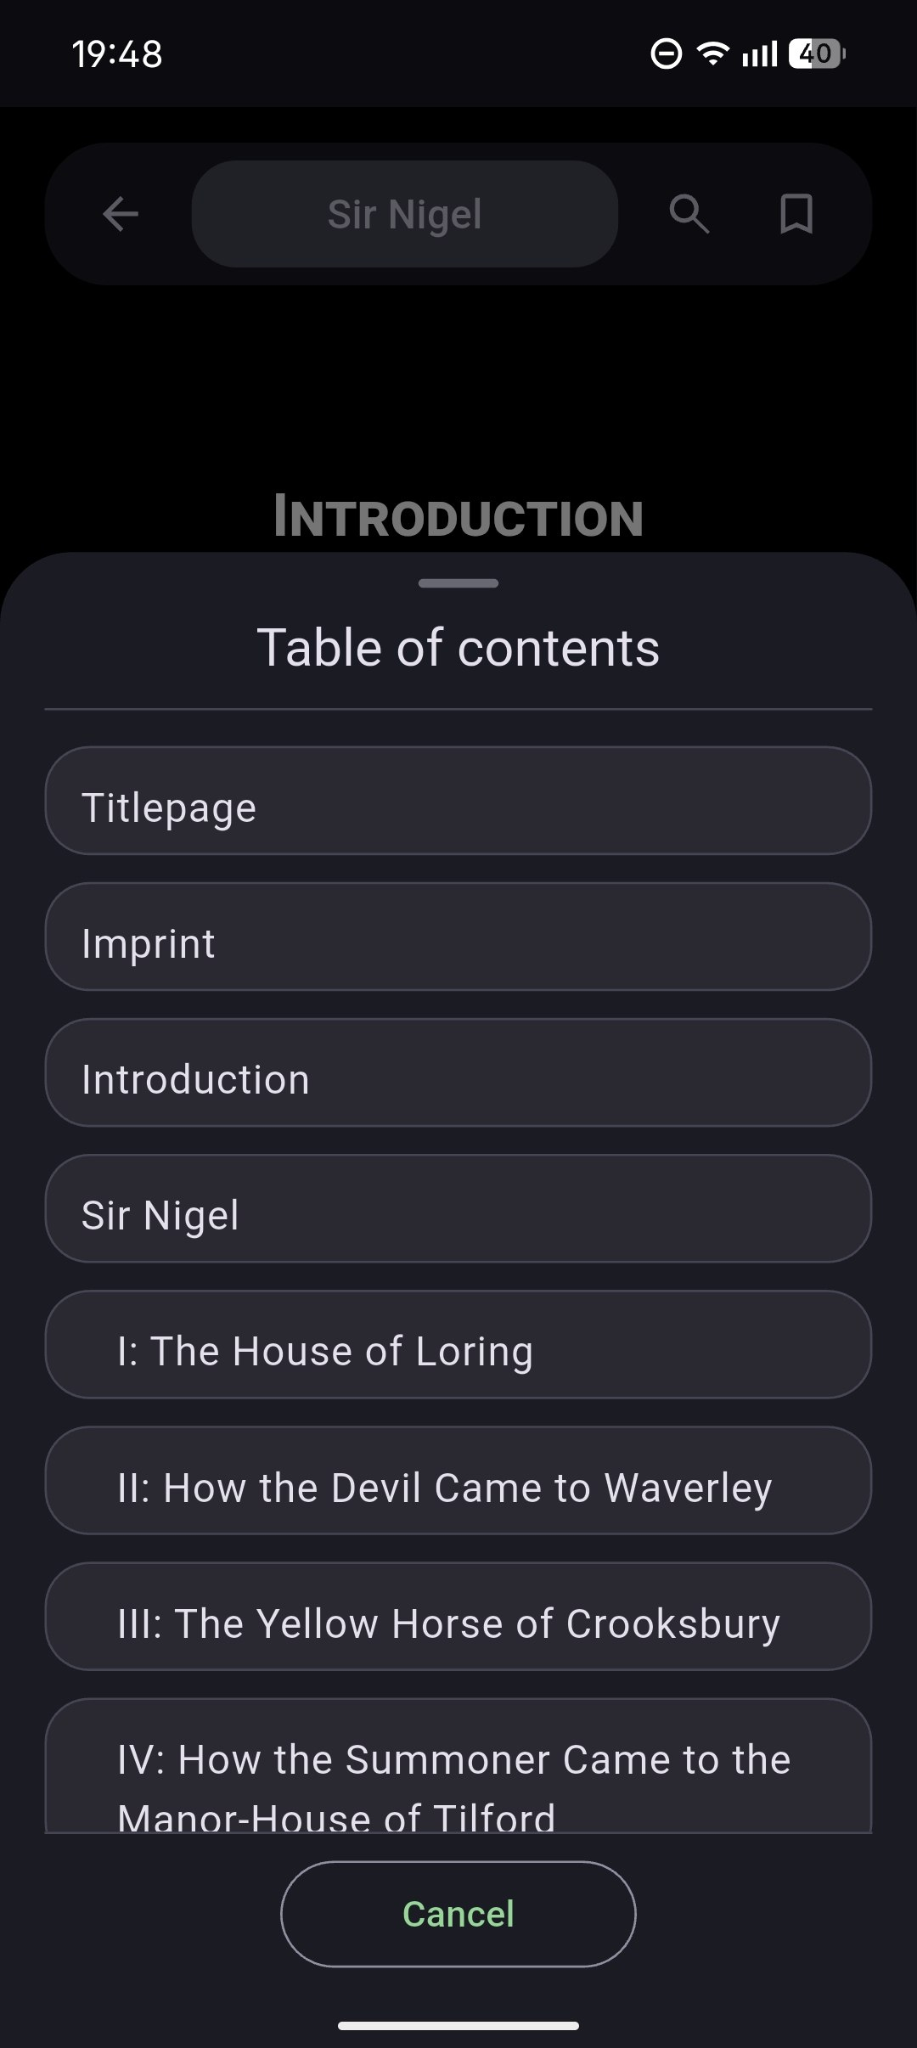 19:48
40
Sir Nigel
Introduction
Table of contents
Titlepage
Imprint
Introduction
Sir Nigel
I: The House of Loring
II: How the Devil Came to Waverley
III: The Yellow Horse of Crooksbury
IV: How the Summoner Came to the
Manor-House of Tilford
Cancel